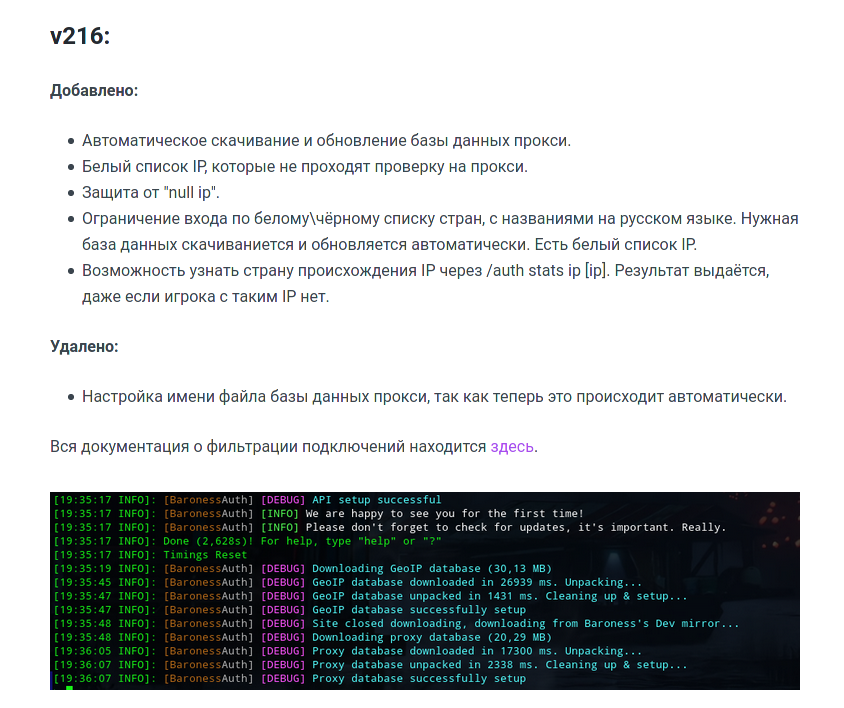 v216:
Добавлено:
Автоматическое скачивание и обновление базы данных прокси.
Белый список IP, которые не проходят проверку на прокси.
Защита от "null ip".
Ограничение входа по белому\чёрному списку стран, с названиями на русском языке. Нужная
база данных скачиваниется и обновляется автоматически. Есть белый список IP.
Возможность узнать страну происхождения IP через /auth stats ip [ip]. Результат выдаётся,
даже если игрока с таким IP нет.
Удалено:
Настройка имени файла базы данных прокси, так как теперь это происходит автоматически.
Вся документация о фильтрации подключений находится здесь.
[19:35:17 INFO]: [BaronessAuth] [DEBUG] API setup successful
[19:35:17 INFO]: [BaronessAuth] [INFO] We are happy to see you for the first time!
[19:35:17 INFO]: [BaronessAuth] [INFO] Please don't forget to check for updates, it's important. Really.
[19:35:17 INFO]: Done (2,628s)! For help, type "help" or "?"
[19:35:17 INFO]: Timings Reset
[19:35:19 INFO]: [BaronessAuth] [DEBUG] Downloading GeoIP database (30,13 MB)
[19:35:45 INFO]: [BaronessAuth] [DEBUG] GeoIP database downloaded in 26939 ms. Unpacking...
[19:35:47 INFO]: [BaronessAuth] [DEBUG] GeoIP database unpacked in 1431 ms. Cleaning up & setup...
[19:35:47 INFO]: [BaronessAuth] [DEBUG] GeoIP database successfully setup
[19:35:48 INFO]: [BaronessAuth] [DEBUG] Site closed downloading, downloading from Baroness's Dev mirror...
[19:35:48 INFO]: [BaronessAuth] [DEBUG] Downloading proxy database (20,29 MB)
[19:36:05 INFO]: [BaronessAuth] [DEBUG] Proxy database downloaded in 17300 ms. Unpacking...
[19:36:07 INFO]: [BaronessAuth] [DEBUG] Proxy database unpacked in 2338 ms. Cleaning up & setup...
[19:36:07 INFO]: [BaronessAuth] [DEBUG] Proxy database successfully setup